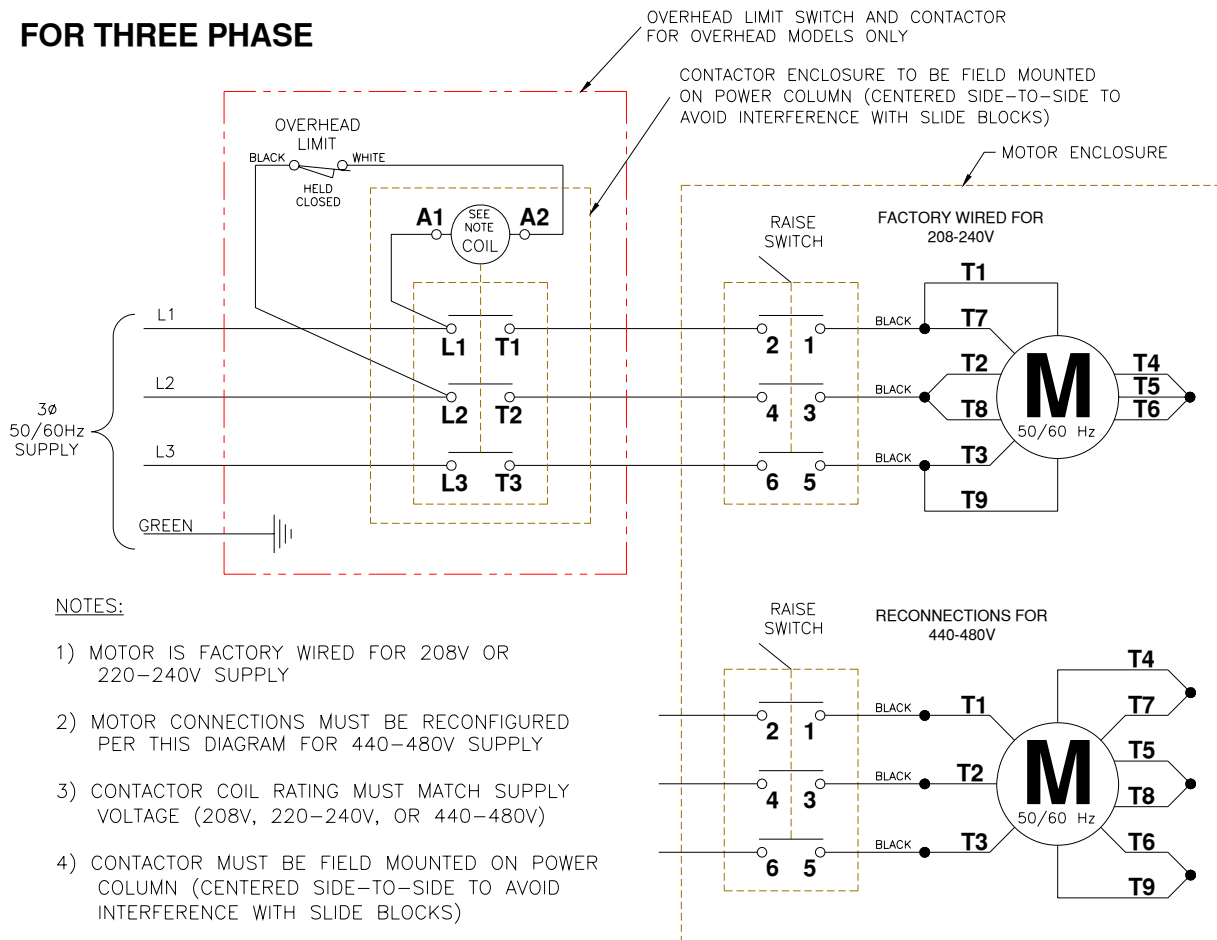 FOR THREE PHASE
OVERHEAD LIMIT SWITCH AND CONTACTOR
FOR OVERHEAD MODELS ONLY
CONTACTOR ENCLOSURE TO BE FIELD MOUNTED
ON POWER COLUMN (CENTERED SIDE-TO-SIDE TO
AVOID INTERFERENCE WITH SLIDE BLOCKS)
MOTOR ENCLOSURE
OVERHEAD
LIMIT
BLACK
WHITE
HELD
CLOSED
A1
SEE
NOTE
COIL
A2
RAISE
SWITCH
FACTORY WIRED FOR
208-240V
3ø
50/60Hz
SUPPLY
L1
L2
L3
GREEN
L1 T1
L2 T2
L3 T3
2 1
4 3
6 5
BLACK
BLACK
BLACK
T1
T7
T2
T8
T3
T9
M
50/60 Hz
T4
T5
T6
NOTES:
1) MOTOR IS FACTORY WIRED FOR 208V OR
220-240V SUPPLY
2) MOTOR CONNECTIONS MUST BE RECONFIGURED
PER THIS DIAGRAM FOR 440-480V SUPPLY
3) CONTACTOR COIL RATING MUST MATCH SUPPLY
VOLTAGE (208V, 220-240V, OR 440-480V)
4) CONTACTOR MUST BE FIELD MOUNTED ON POWER
COLUMN (CENTERED SIDE-TO-SIDE TO AVOID
INTERFERENCE WITH SLIDE BLOCKS)
RAISE
SWITCH
RECONNECTIONS FOR
440-480V
2 1
4 3
6 5
BLACK
BLACK
BLACK
T1
T2
T3
M
50/60 Hz
T4
T7
T5
T8
T6
T9